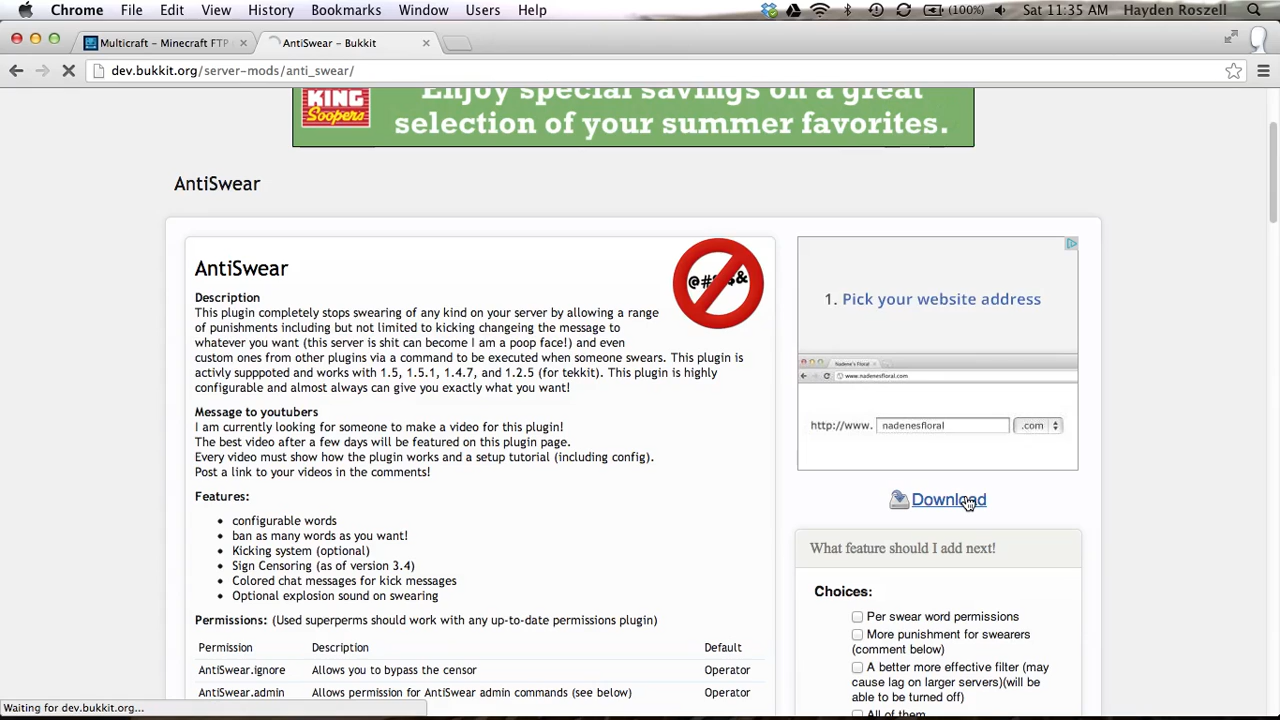 Chrome File Edit View History Bookmarks Window Users Help (100%) Sat 11:35 AM Hayden Roszell
Multicraft – Minecraft FTP AntiSwear – Bukkit
dev.bukkit.org/server-mods/anti_swear/
KING Soopers
Enjoy special savings on a great
selection of your summer favorites.
AntiSwear
AntiSwear
Description
This plugin completely stops swearing of any kind on your server by allowing a range
of punishments including but not limited to kicking changeing the message to
whatever you want (this server is shit can become I am a poop face!) and even
custom ones from other plugins via a command to be executed when someone swears. This plugin is
activly supppoted and works with 1.5, 1.5.1, 1.4.7, and 1.2.5 (for tekkit). This plugin is highly
configurable and almost always can give you exactly what you want!
Message to youtubers
I am currently looking for someone to make a video for this plugin!
The best video after a few days will be featured on this plugin page.
Every video must show how the plugin works and a setup tutorial (including config).
Post a link to your videos in the comments!
Features:
configurable words
ban as many words as you want!
Kicking system (optional)
Sign Censoring (as of version 3.4)
Colored chat messages for kick messages
Optional explosion sound on swearing
Permissions: (Used superperms should work with any up-to-date permissions plugin)
Permission Description Default
AntiSwear.ignore Allows you to bypass the censor Operator
AntiSwear.admin Allows permission for AntiSwear admin commands (see below) Operator
1. Pick your website address
Nadene's Floral
www.nadenesfloral.com
http://www. nadenesfloral .com
Download
What feature should I add next!
Choices:
Per swear word permissions
More punishment for swearers
(comment below)
A better more effective filter (may
cause lag on larger servers)(will be
able to be turned off)
All of them
Waiting for dev.bukkit.org...